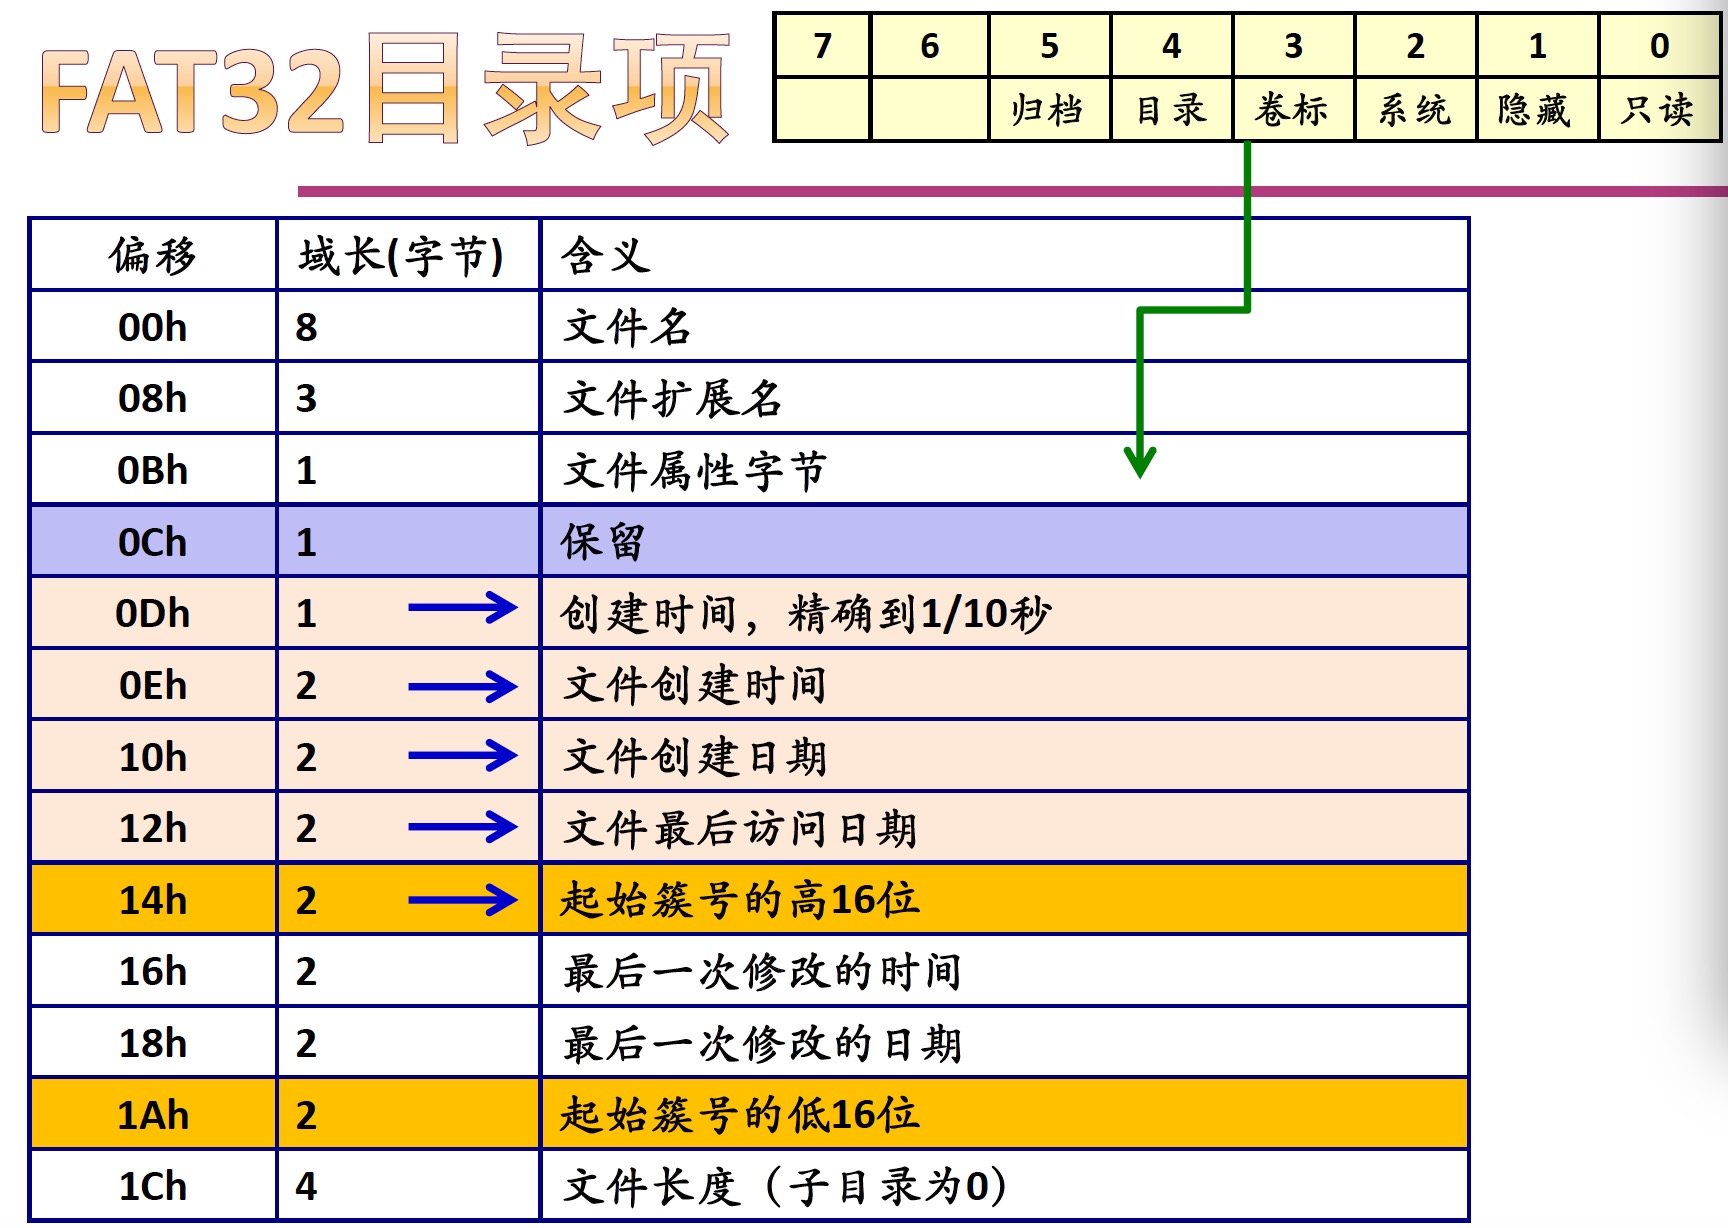 FAT32目录项
7 6 5 4 3 2 1 0
归档 目录 卷标 系统 隐藏 只读
偏移 域长(字节) 含义
00h 8 文件名
08h 3 文件扩展名
0Bh 1 文件属性字节
0Ch 1 保留
0Dh 1 创建时间，精确到1/10秒
0Eh 2 文件创建时间
10h 2 文件创建日期
12h 2 文件最后访问日期
14h 2 起始簇号的高16位
16h 2 最后一次修改的时间
18h 2 最后一次修改的日期
1Ah 2 起始簇号的低16位
1Ch 4 文件长度（子目录为0）